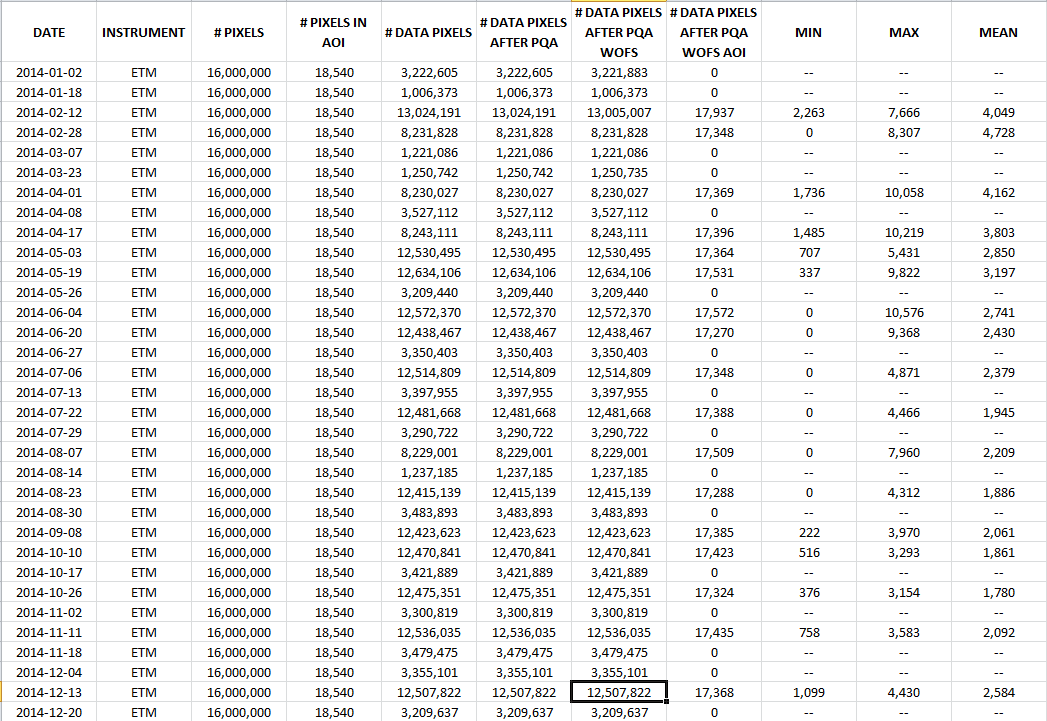 DATE INSTRUMENT # PIXELS # PIXELS IN AOI # DATA PIXELS # DATA PIXELS AFTER PQA # DATA PIXELS AFTER PQA WOFS # DATA PIXELS AFTER PQA WOFS AOI MIN MAX MEAN
2014-01-02 ETM 16,000,000 18,540 3,222,605 3,222,605 3,221,883 0 -- -- --
2014-01-18 ETM 16,000,000 18,540 1,006,373 1,006,373 1,006,373 0 -- -- --
2014-02-12 ETM 16,000,000 18,540 13,024,191 13,024,191 13,005,007 17,937 2,263 7,666 4,049
2014-02-28 ETM 16,000,000 18,540 8,231,828 8,231,828 8,231,828 17,348 0 8,307 4,728
2014-03-07 ETM 16,000,000 18,540 1,221,086 1,221,086 1,221,086 0 -- -- --
2014-03-23 ETM 16,000,000 18,540 1,250,742 1,250,742 1,250,735 0 -- -- --
2014-04-01 ETM 16,000,000 18,540 8,230,027 8,230,027 8,230,027 17,369 1,736 10,058 4,162
2014-04-08 ETM 16,000,000 18,540 3,527,112 3,527,112 3,527,112 0 -- -- --
2014-04-17 ETM 16,000,000 18,540 8,243,111 8,243,111 8,243,111 17,396 1,485 10,219 3,803
2014-05-03 ETM 16,000,000 18,540 12,530,495 12,530,495 12,530,495 17,364 707 5,431 2,850
2014-05-19 ETM 16,000,000 18,540 12,634,106 12,634,106 12,634,106 17,531 337 9,822 3,197
2014-05-26 ETM 16,000,000 18,540 3,209,440 3,209,440 3,209,440 0 -- -- --
2014-06-04 ETM 16,000,000 18,540 12,572,370 12,572,370 12,572,370 17,572 0 10,576 2,741
2014-06-20 ETM 16,000,000 18,540 12,438,467 12,438,467 12,438,467 17,270 0 9,368 2,430
2014-06-27 ETM 16,000,000 18,540 3,350,403 3,350,403 3,350,403 0 -- -- --
2014-07-06 ETM 16,000,000 18,540 12,514,809 12,514,809 12,514,809 17,348 0 4,871 2,379
2014-07-13 ETM 16,000,000 18,540 3,397,955 3,397,955 3,397,955 0 -- -- --
2014-07-22 ETM 16,000,000 18,540 12,481,668 12,481,668 12,481,668 17,388 0 4,466 1,945
2014-07-29 ETM 16,000,000 18,540 3,290,722 3,290,722 3,290,722 0 -- -- --
2014-08-07 ETM 16,000,000 18,540 8,229,001 8,229,001 8,229,001 17,509 0 7,960 2,209
2014-08-14 ETM 16,000,000 18,540 1,237,185 1,237,185 1,237,185 0 -- -- --
2014-08-23 ETM 16,000,000 18,540 12,415,139 12,415,139 12,415,139 17,288 0 4,312 1,886
2014-08-30 ETM 16,000,000 18,540 3,483,893 3,483,893 3,483,893 0 -- -- --
2014-09-08 ETM 16,000,000 18,540 12,423,623 12,423,623 12,423,623 17,385 222 3,970 2,061
2014-10-10 ETM 16,000,000 18,540 12,470,841 12,470,841 12,470,841 17,423 516 3,293 1,861
2014-10-17 ETM 16,000,000 18,540 3,421,889 3,421,889 3,421,889 0 -- -- --
2014-10-26 ETM 16,000,000 18,540 12,475,351 12,475,351 12,475,351 17,324 376 3,154 1,780
2014-11-02 ETM 16,000,000 18,540 3,300,819 3,300,819 3,300,819 0 -- -- --
2014-11-11 ETM 16,000,000 18,540 12,536,035 12,536,035 12,536,035 17,435 758 3,583 2,092
2014-11-18 ETM 16,000,000 18,540 3,479,475 3,479,475 3,479,475 0 -- -- --
2014-12-04 ETM 16,000,000 18,540 3,355,101 3,355,101 3,355,101 0 -- -- --
2014-12-13 ETM 16,000,000 18,540 12,507,822 12,507,822 12,507,822 17,368 1,099 4,430 2,584
2014-12-20 ETM 16,000,000 18,540 3,209,637 3,209,637 3,209,637 0 -- -- --